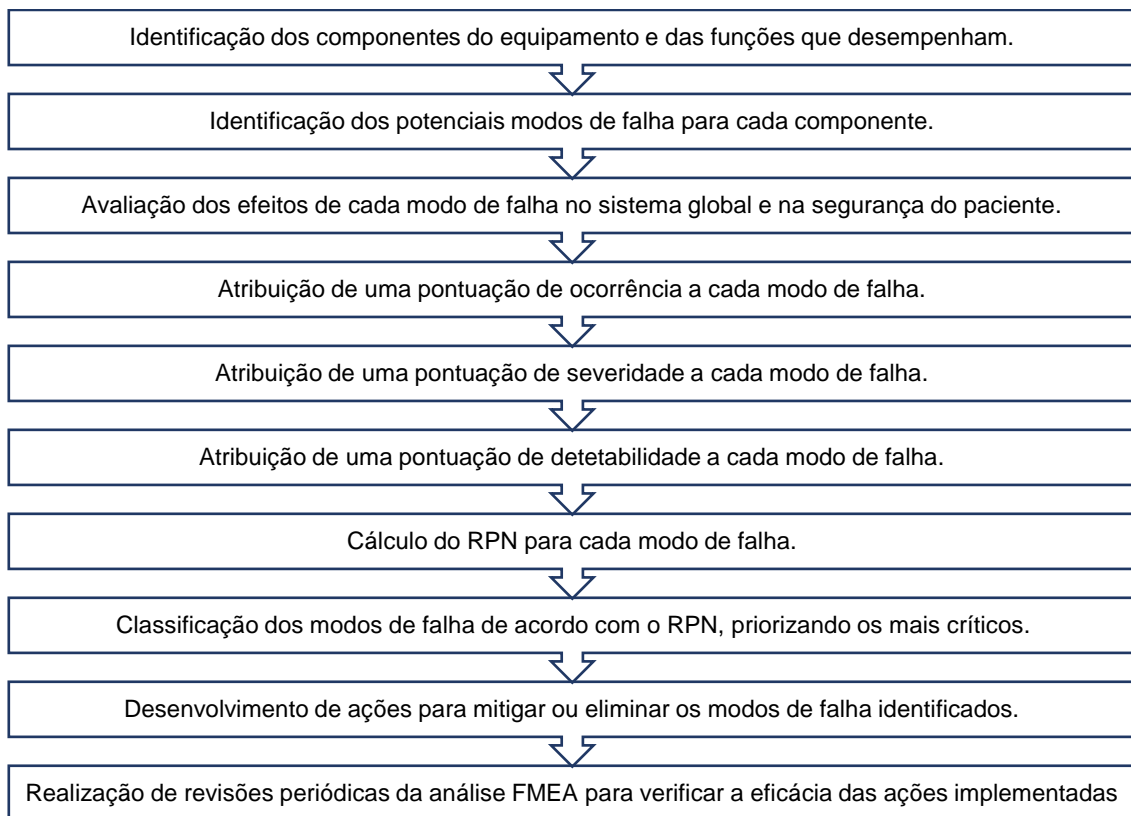 Identificação dos componentes do equipamento e das funções que desempenham.
Identificação dos potenciais modos de falha para cada componente.
Avaliação dos efeitos de cada modo de falha no sistema global e na segurança do paciente.
Atribuição de uma pontuação de ocorrência a cada modo de falha.
Atribuição de uma pontuação de severidade a cada modo de falha.
Atribuição de uma pontuação de detetabilidade a cada modo de falha.
Cálculo do RPN para cada modo de falha.
Classificação dos modos de falha de acordo com o RPN, priorizando os mais críticos.
Desenvolvimento de ações para mitigar ou eliminar os modos de falha identificados.
Realização de revisões periódicas da análise FMEA para verificar a eficácia das ações implementadas